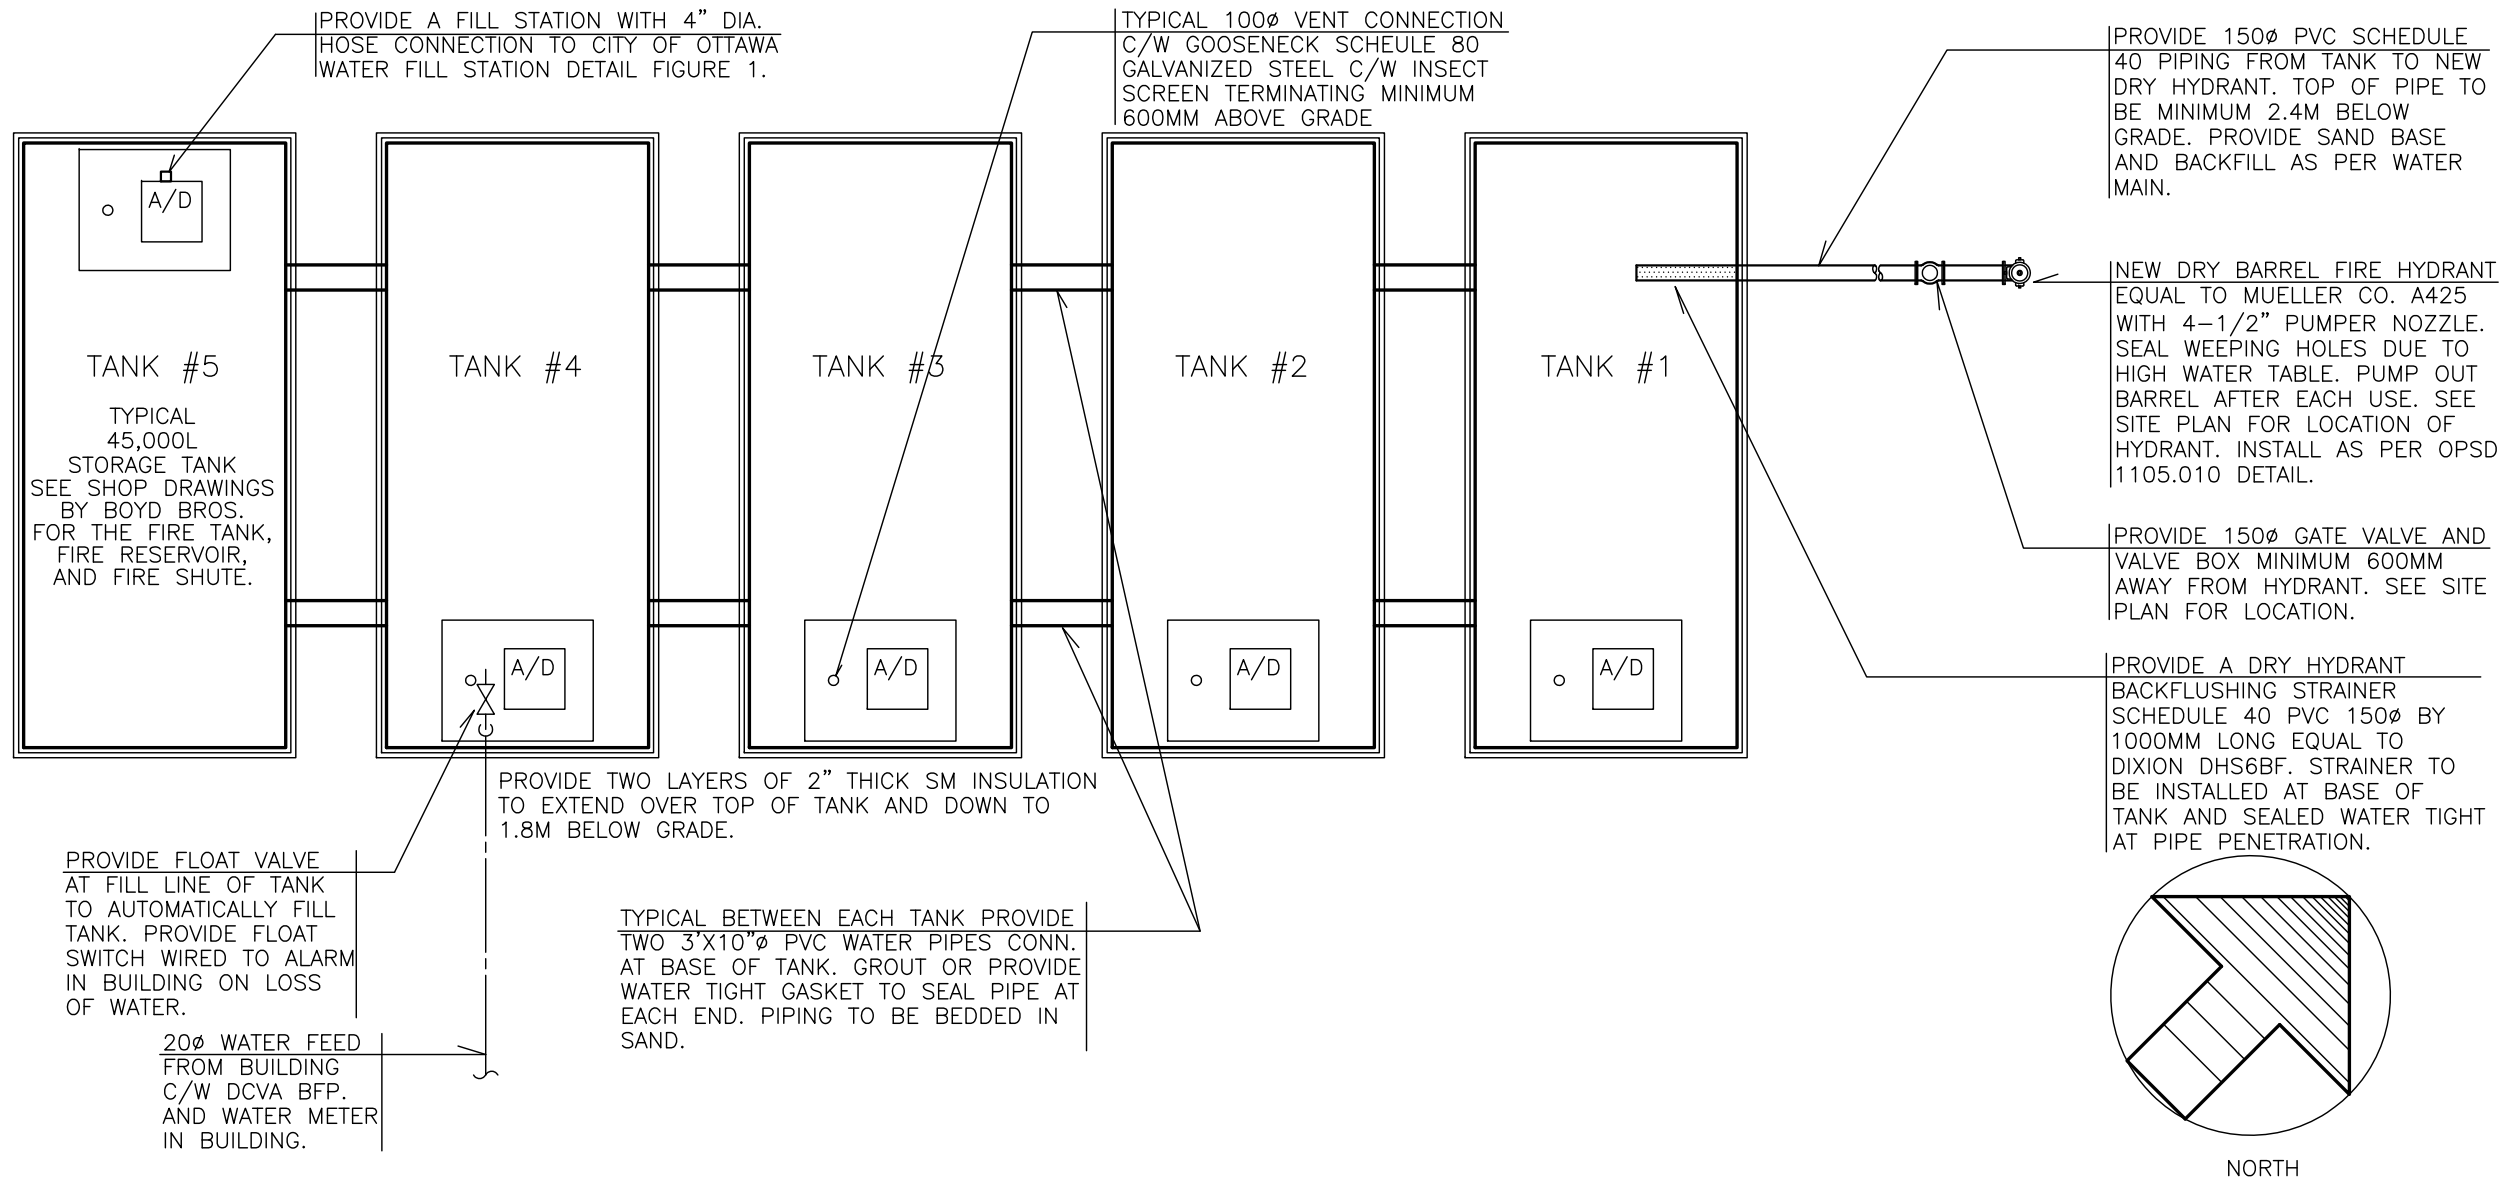 PROVIDE A FILL STATION WITH 4” DIA.
HOSE CONNECTION TO CITY OF OTTAWA
WATER FILL STATION DETAIL FIGURE 1.
TYPICAL 100ø VENT CONNECTION
C/W GOOSENECK SCHEULE 80
GALVANIZED STEEL C/W INSECT
SCREEN TERMINATING MINIMUM
600MM ABOVE GRADE
PROVIDE 150ø PVC SCHEDULE
40 PIPING FROM TANK TO NEW
DRY HYDRANT. TOP OF PIPE TO
BE MINIMUM 2.4M BELOW
GRADE. PROVIDE SAND BASE
AND BACKFILL AS PER WATER
MAIN.
A/D
TANK #5
TANK #4
TANK #3
TANK #2
TANK #1
TYPICAL
45,000L
STORAGE TANK
SEE SHOP DRAWINGS
BY BOYD BROS.
FOR THE FIRE TANK,
FIRE RESERVOIR,
AND FIRE SHUTE.
A/D
A/D
A/D
A/D
NEW DRY BARREL FIRE HYDRANT
EQUAL TO MUELLER CO. A425
WITH 4-1/2” PUMPER NOZZLE.
SEAL WEEPING HOLES DUE TO
HIGH WATER TABLE. PUMP OUT
BARREL AFTER EACH USE. SEE
SITE PLAN FOR LOCATION OF
HYDRANT. INSTALL AS PER OPSD
1105.010 DETAIL.
PROVIDE 150ø GATE VALVE AND
VALVE BOX MINIMUM 600MM
AWAY FROM HYDRANT. SEE SITE
PLAN FOR LOCATION.
PROVIDE A DRY HYDRANT
BACKFLUSHING STRAINER
SCHEDULE 40 PVC 150ø BY
1000MM LONG EQUAL TO
DIXION DHS6BF. STRAINER TO
BE INSTALLED AT BASE OF
TANK AND SEALED WATER TIGHT
AT PIPE PENETRATION.
PROVIDE TWO LAYERS OF 2” THICK SM INSULATION
TO EXTEND OVER TOP OF TANK AND DOWN TO
1.8M BELOW GRADE.
PROVIDE FLOAT VALVE
AT FILL LINE OF TANK
TO AUTOMATICALLY FILL
TANK. PROVIDE FLOAT
SWITCH WIRED TO ALARM
IN BUILDING ON LOSS
OF WATER.
TYPICAL BETWEEN EACH TANK PROVIDE
TWO 3’X10”ø PVC WATER PIPES CONN.
AT BASE OF TANK. GROUT OR PROVIDE
WATER TIGHT GASKET TO SEAL PIPE AT
EACH END. PIPING TO BE BEDDED IN
SAND.
20ø WATER FEED
FROM BUILDING
C/W DCVA BFP.
AND WATER METER
IN BUILDING.
NORTH